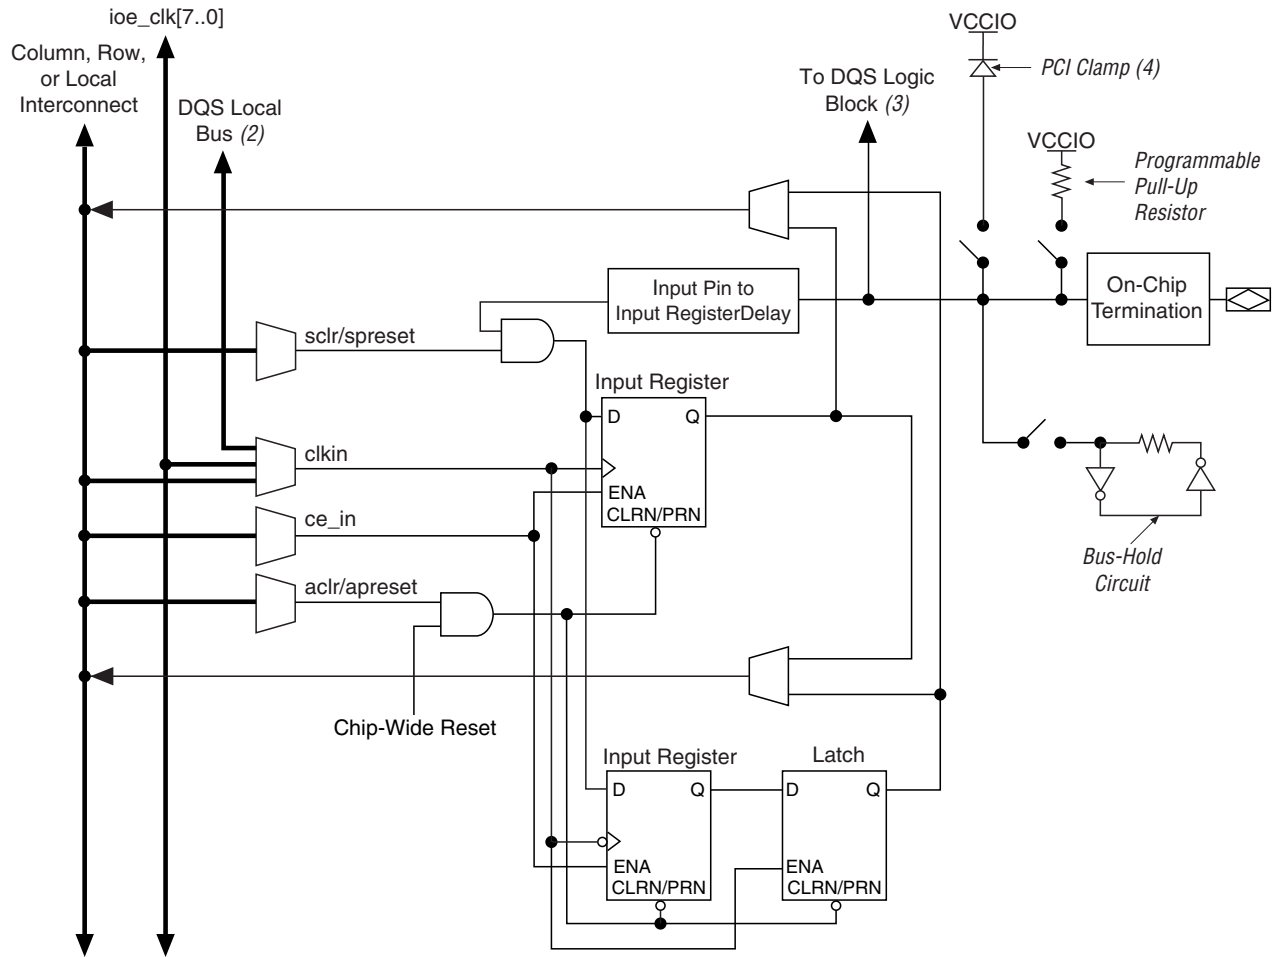 ioe_clk[7..0]
Column, Row,
or Local
Interconnect
DQS Local
Bus (2)
To DQS Logic
Block (3)
VCCIO
PCI Clamp (4)
VCCIO
Programmable
Pull-Up
Resistor
Input Pin to
Input RegisterDelay
On-Chip
Termination
sclr/spreset
Input Register
D Q
clkin
ENA
CLRN/PRN
ce_in
Bus-Hold
Circuit
aclr/apreset
Chip-Wide Reset
Input Register
Latch
D Q
D Q
ENA
CLRN/PRN
ENA
CLRN/PRN